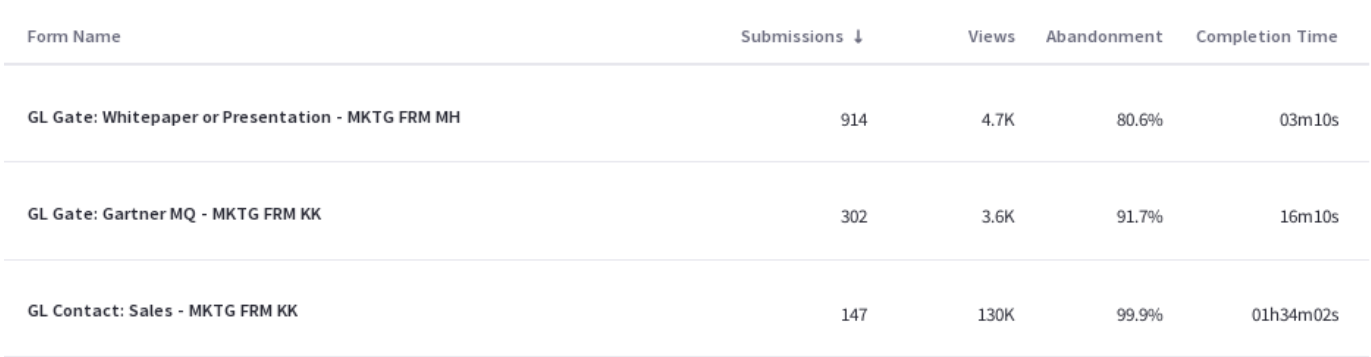 Form Name Submissions ↓ Views Abandonment Completion Time
GL Gate: Whitepaper or Presentation - MKTG FRM MH 914 4.7K 80.6% 03m10s
GL Gate: Gartner MQ - MKTG FRM KK 302 3.6K 91.7% 16m10s
GL Contact: Sales - MKTG FRM KK 147 130K 99.9% 01h34m02s